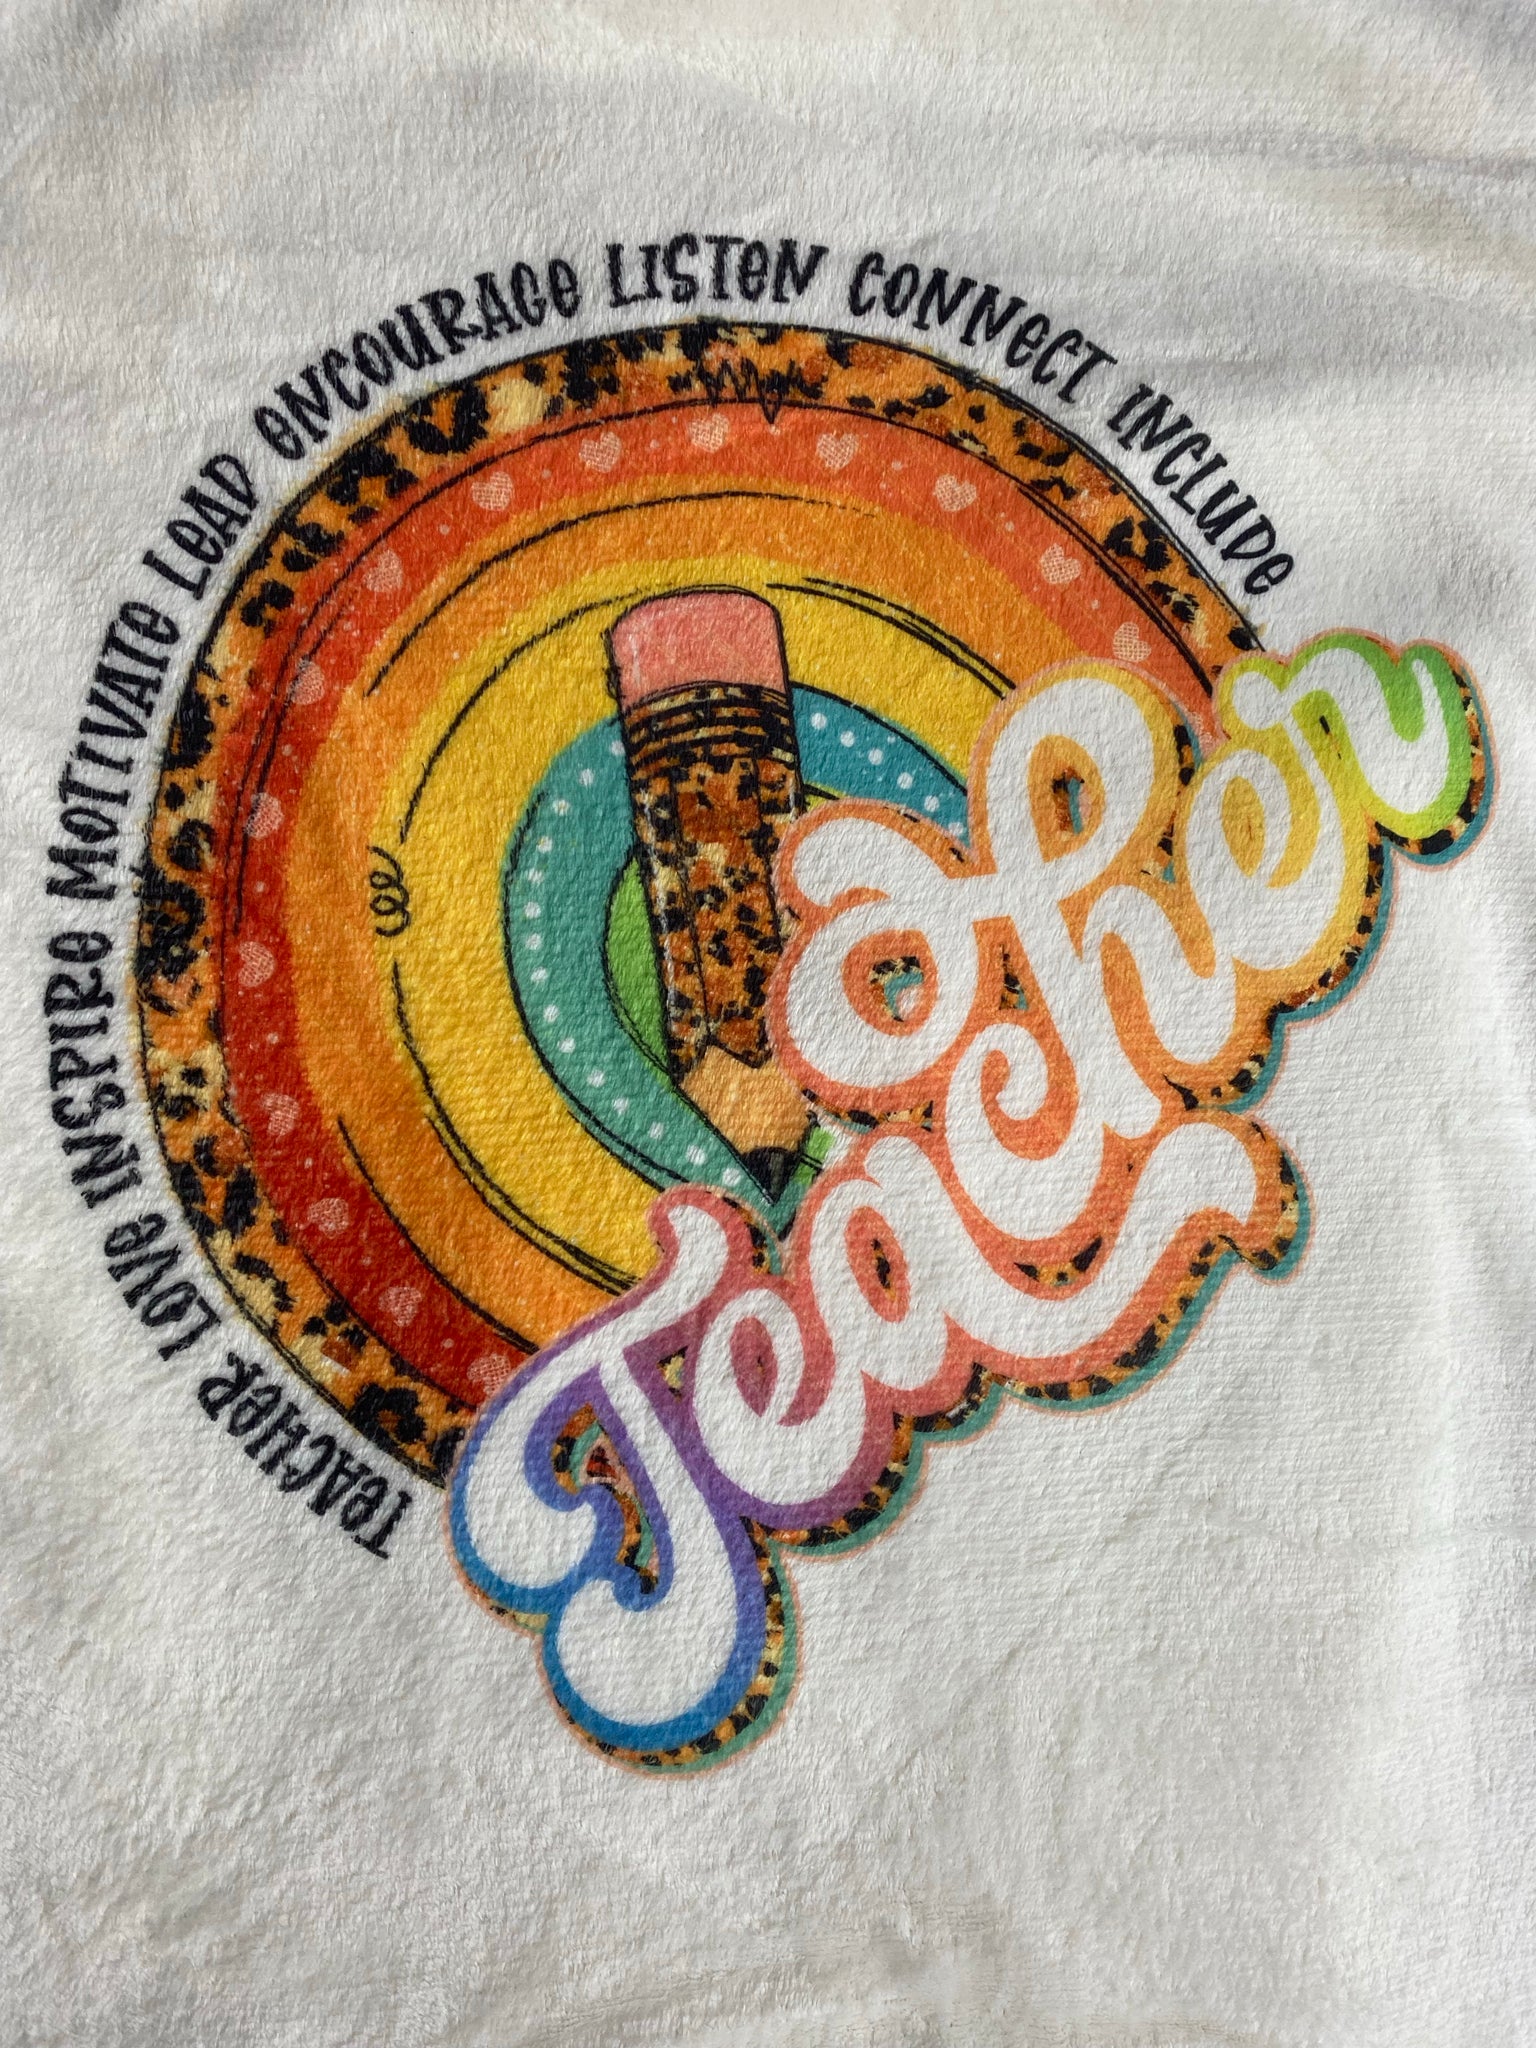 TEACHER LOVE INSPIRE MOTIVATE LEAD ENCOURAGE LISTEN CONNECT INCLUDE
Teacher